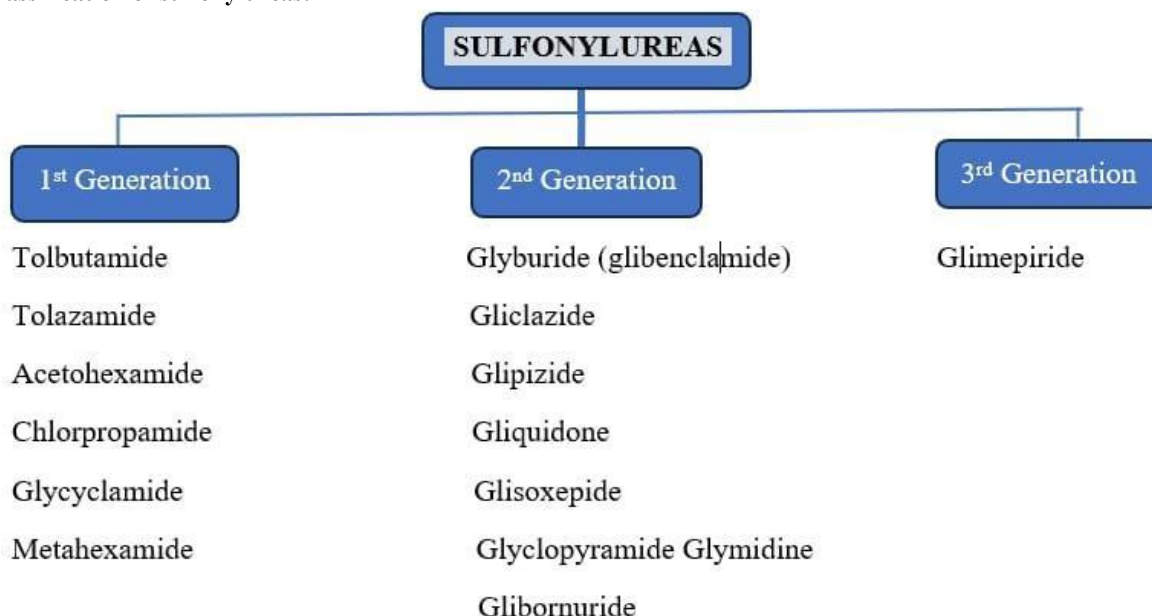 SULFONYLUREAS
1st Generation
Tolbutamide
Tolazamide
Acetohexamide
Chlorpropamide
Glycyclamide
Metahexamide
2nd Generation
Glyburide (glibenclamide)
Gliclazide
Glipizide
Gliquidone
Glisoxepide
Glyclopyramide Glymidine
Glibornuride
3rd Generation
Glimepiride